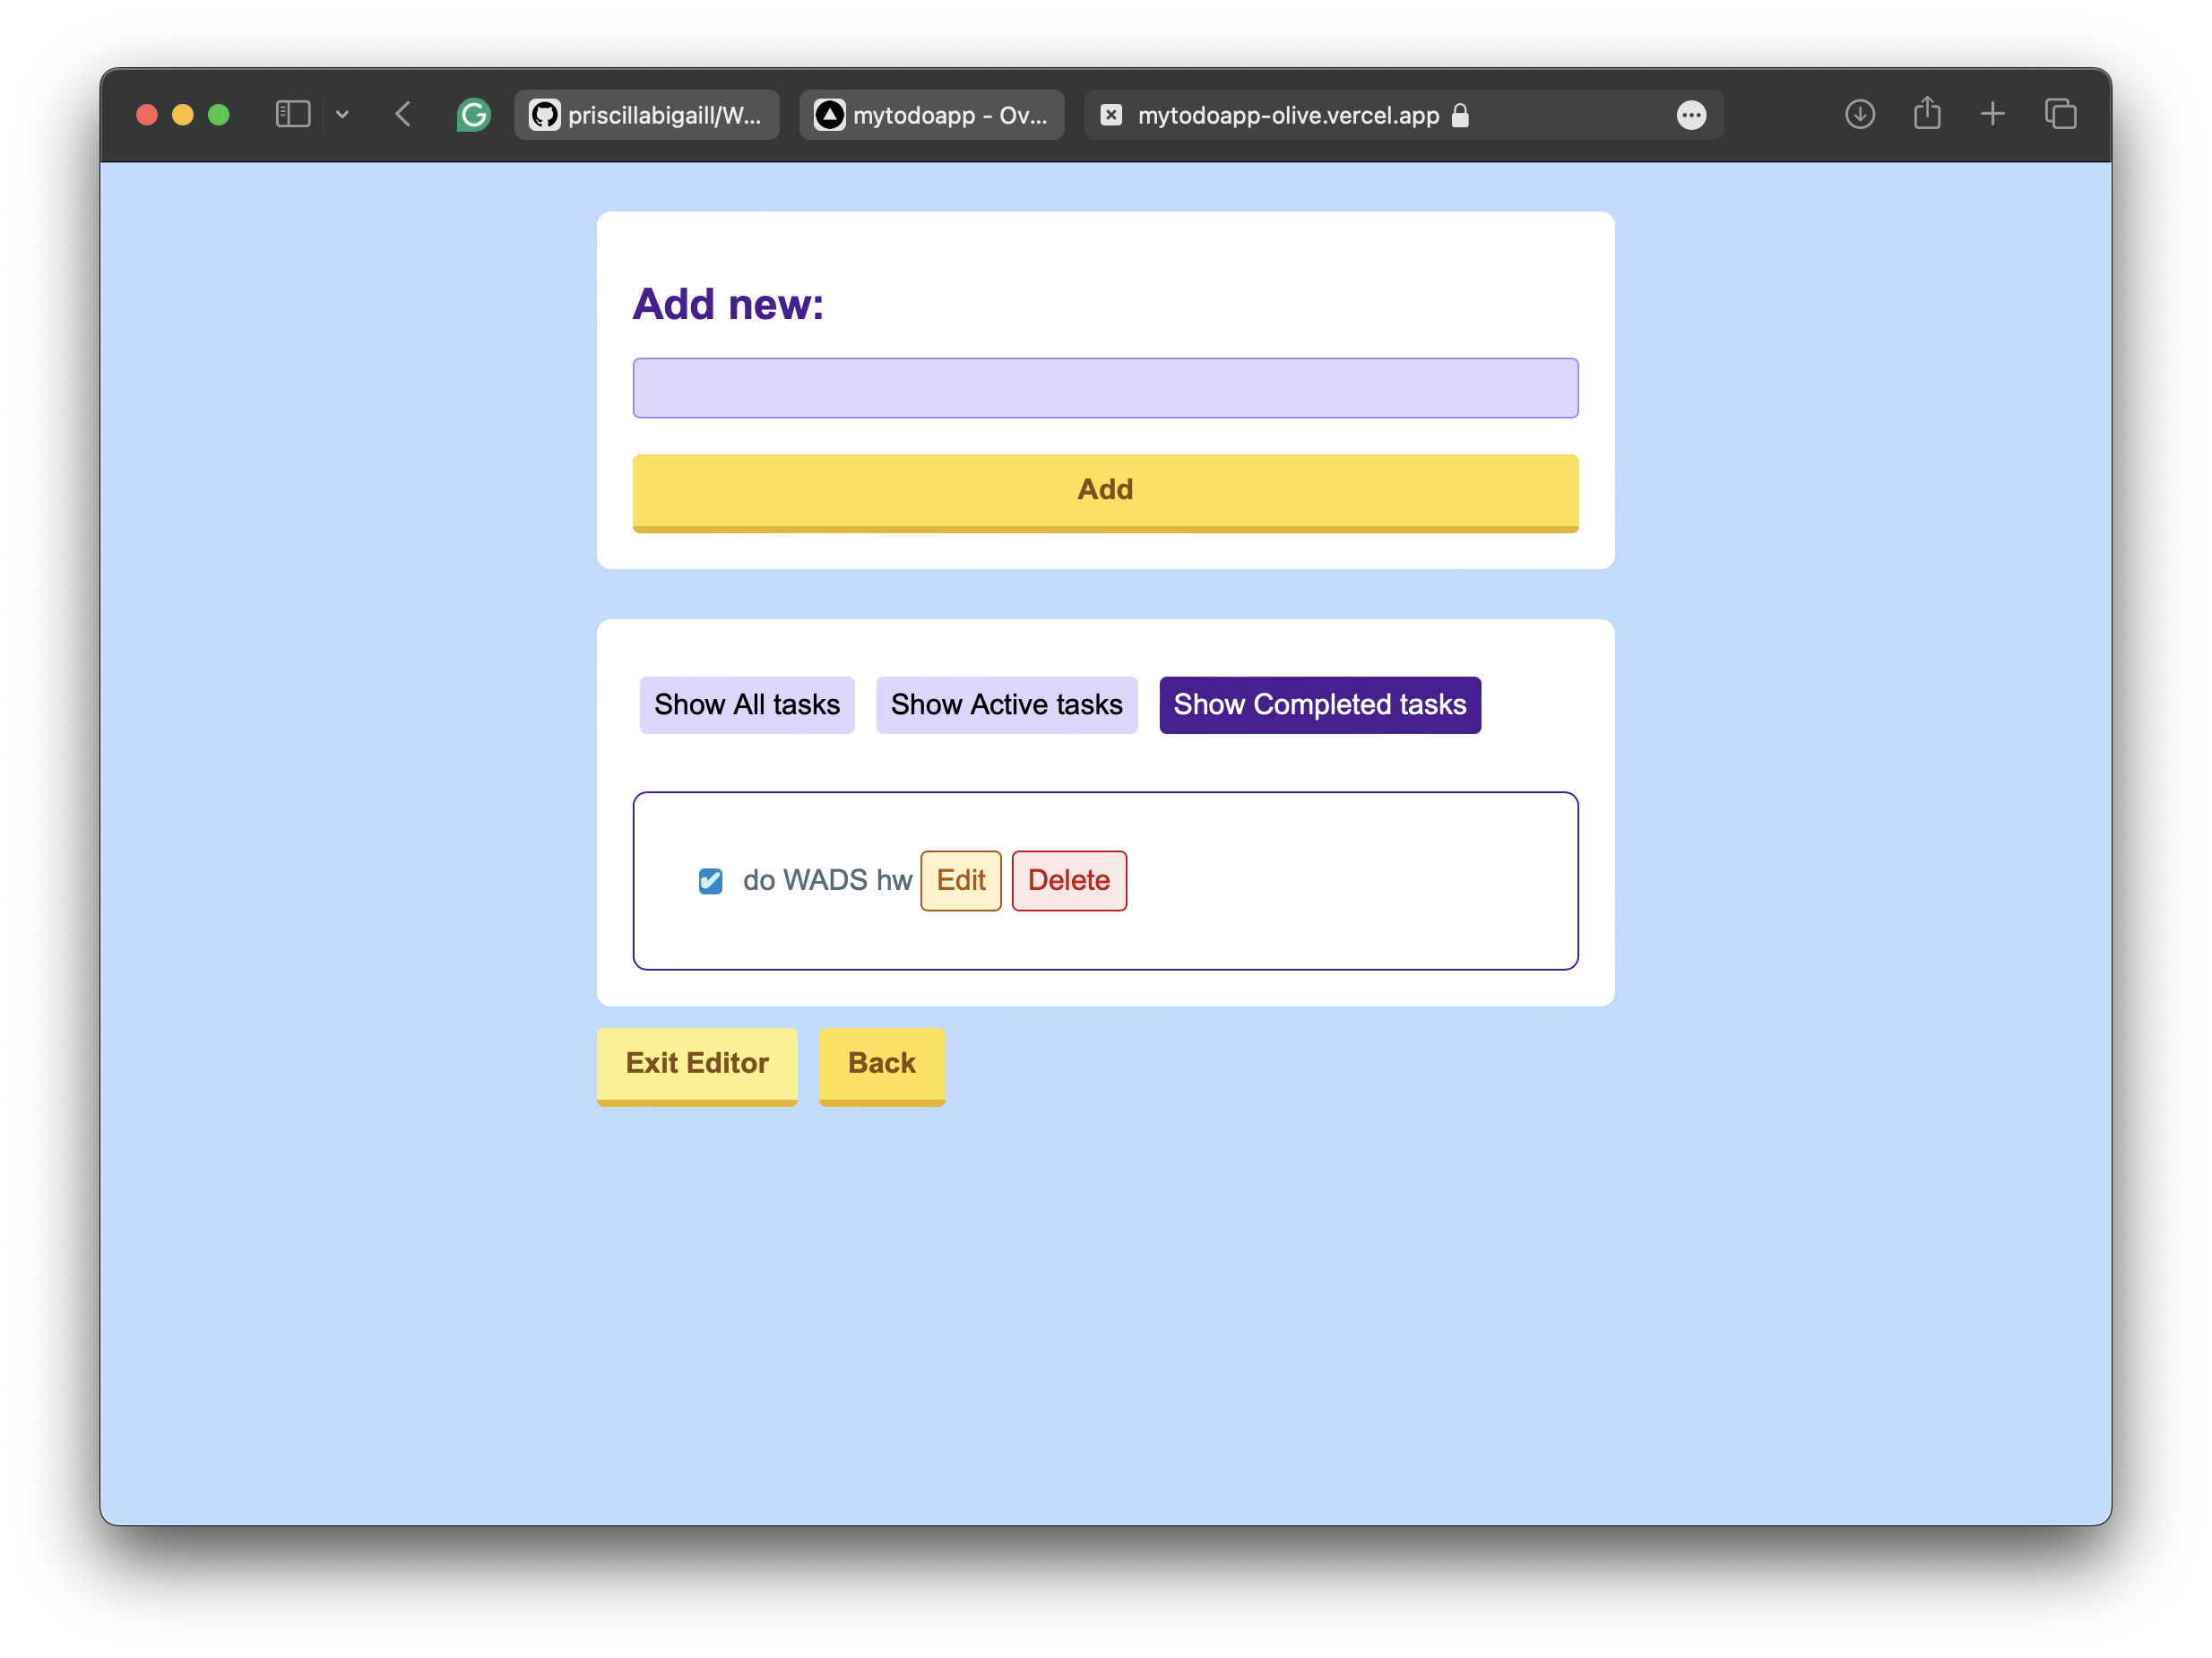 priscillabigaill/W... mytodoapp - Ov... mytodoapp-olive.vercel.app
Add new:
Add
Show All tasks Show Active tasks Show Completed tasks
do WADS hw Edit Delete
Exit Editor Back